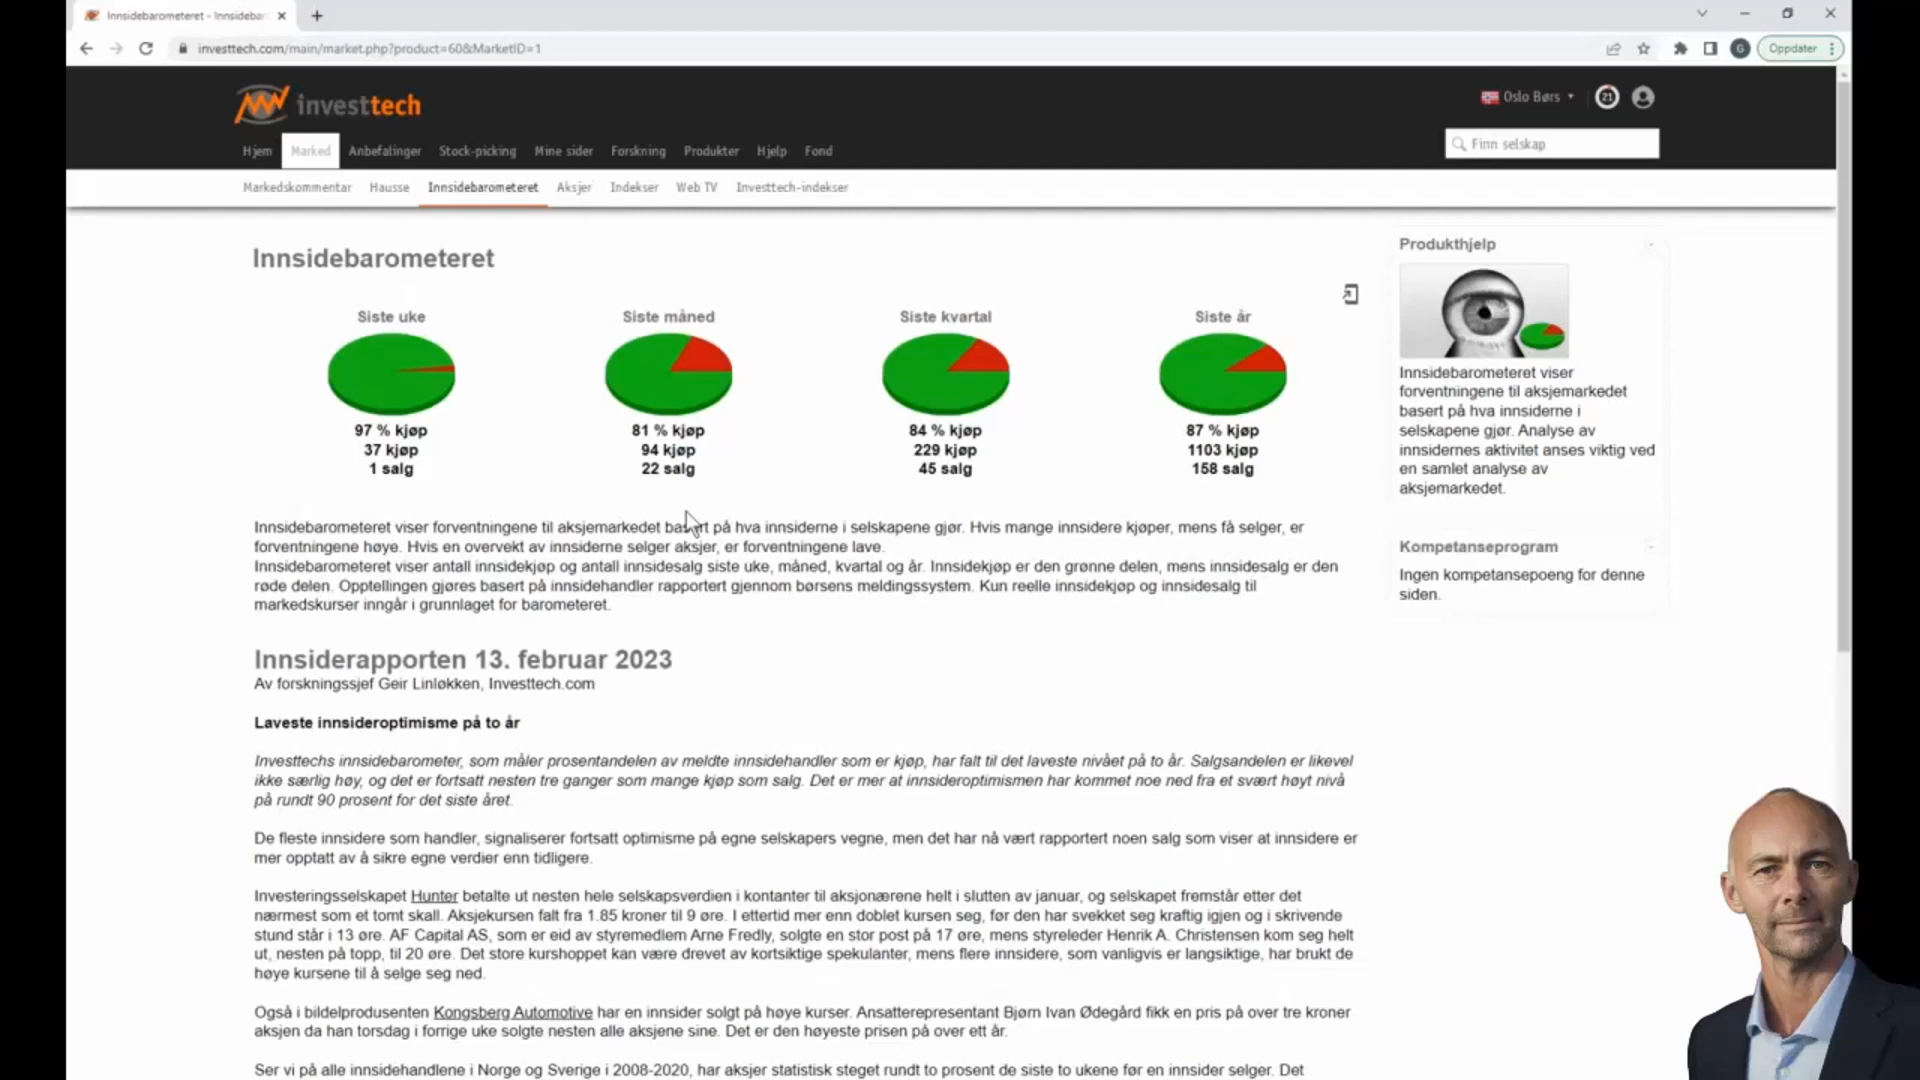 Innsidebarometeret - Innsidebar
investtech.com/main/market.php?product=60&MarketID=1
G
Oppdater
investtech
Oslo Børs
21
Hjem Marked Anbefalinger Stock-picking Mine sider Forskning Produkter Hjelp Fond
Finn selskap
Markedskommentar Hausse Innsidebarometeret Aksjer Indekser Web TV Investtech-indekser
Innsidebarometeret
Siste uke Siste måned Siste kvartal Siste år
97 % kjøp 81 % kjøp 84 % kjøp 87 % kjøp
37 kjøp 94 kjøp 229 kjøp 1103 kjøp
1 salg 22 salg 45 salg 158 salg
Innsidebarometeret viser forventningene til aksjemarkedet basert på hva innsiderne i selskapene gjør. Hvis mange innsidere kjøper, mens få selger, er
forventningene høye. Hvis en overvekt av innsiderne selger aksjer, er forventningene lave.
Innsidebarometeret viser antall innsidekjøp og antall innsidesalg siste uke, måned, kvartal og år. Innsidekjøp er den grønne delen, mens innsidesalg er den
røde delen. Opptellingen gjøres basert på innsidehandler rapportert gjennom børsens meldingssystem. Kun reelle innsidekjøp og innsidesalg til
markedskurser inngår i grunnlaget for barometeret.
Innsiderapporten 13. februar 2023
Av forskningssjef Geir Linløkken, Investtech.com
Laveste innsideroptimisme på to år
Investtechs innsidebarometer, som måler prosentandelen av meldte innsidehandler som er kjøp, har falt til det laveste nivået på to år. Salgsandelen er likevel
ikke særlig høy, og det er fortsatt nesten tre ganger som mange kjøp som salg. Det er mer at innsideroptimismen har kommet noe ned fra et svært høyt nivå
på rundt 90 prosent for det siste året.
De fleste innsidere som handler, signaliserer fortsatt optimisme på egne selskapers vegne, men det har nå vært rapportert noen salg som viser at innsidere er
mer opptatt av å sikre egne verdier enn tidligere.
Investeringsselskapet Hunter betalte ut nesten hele selskapsverdien i kontanter til aksjonærene helt i slutten av januar, og selskapet fremstår etter det
nærmest som et tomt skall. Aksjekursen falt fra 1.85 kroner til 9 øre. I ettertid mer enn doblet kursen seg, før den har svekket seg kraftig igjen og i skrivende
stund står i 13 øre. AF Capital AS, som er eid av styremedlem Arne Fredly, solgte en stor post på 17 øre, mens styreleder Henrik A. Christensen kom seg helt
ut, nesten på topp, til 20 øre. Det store kurshoppet kan være drevet av kortsiktige spekulanter, mens flere innsidere, som vanligvis er langsiktige, har brukt de
høye kursene til å selge seg ned.
Også i bildelprodusenten Kongsberg Automotive har en innsider solgt på høye kurser. Ansatterepresentant Bjørn Ivan Ødegård fikk en pris på over tre kroner
aksjen da han torsdag i forrige uke solgte nesten alle aksjene sine. Det er den høyeste prisen på over ett år.
Ser vi på alle innsidehandlene i Norge og Sverige i 2008-2020, har aksjer statistisk steget rundt to prosent de siste to ukene før en innsider selger. Det
Produkthjelp
Innsidebarometeret viser
forventningene til aksjemarkedet
basert på hva innsiderne i
selskapene gjør. Analyse av
innsidernes aktivitet anses viktig ved
en samlet analyse av
aksjemarkedet.
Kompetanseprogram
Ingen kompetansepoeng for denne
siden.